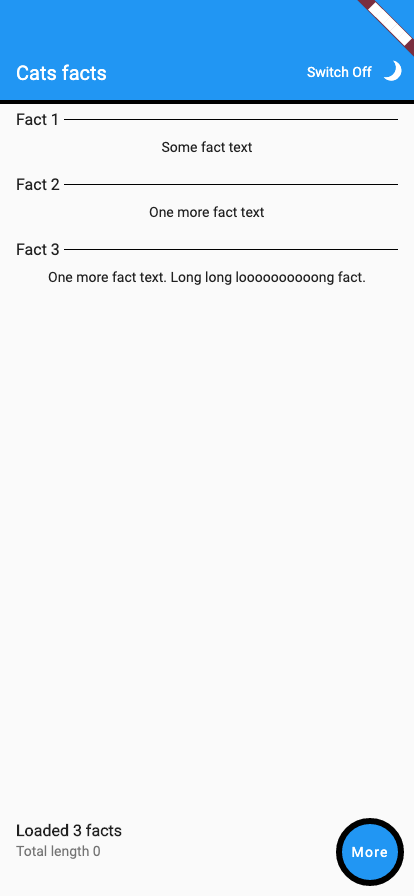 Cats facts
Switch Off
Fact 1
Some fact text
Fact 2
One more fact text
Fact 3
One more fact text. Long long loooooooooong fact.
Loaded 3 facts
Total length 0
More